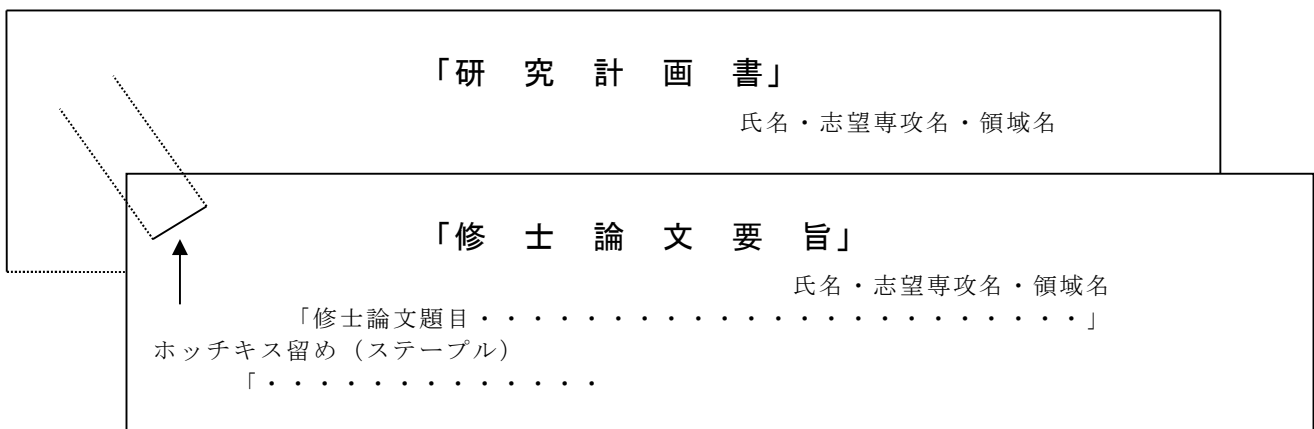 「研　究　計　画　書」
氏名・志望専攻名・領域名
「修　士　論　文　要　旨」
氏名・志望専攻名・領域名
「修士論文題目・・・・・・・・・・・・・・・・・・・・・・・」
ホッチキス留め（ステープル）
「・・・・・・・・・・・・・